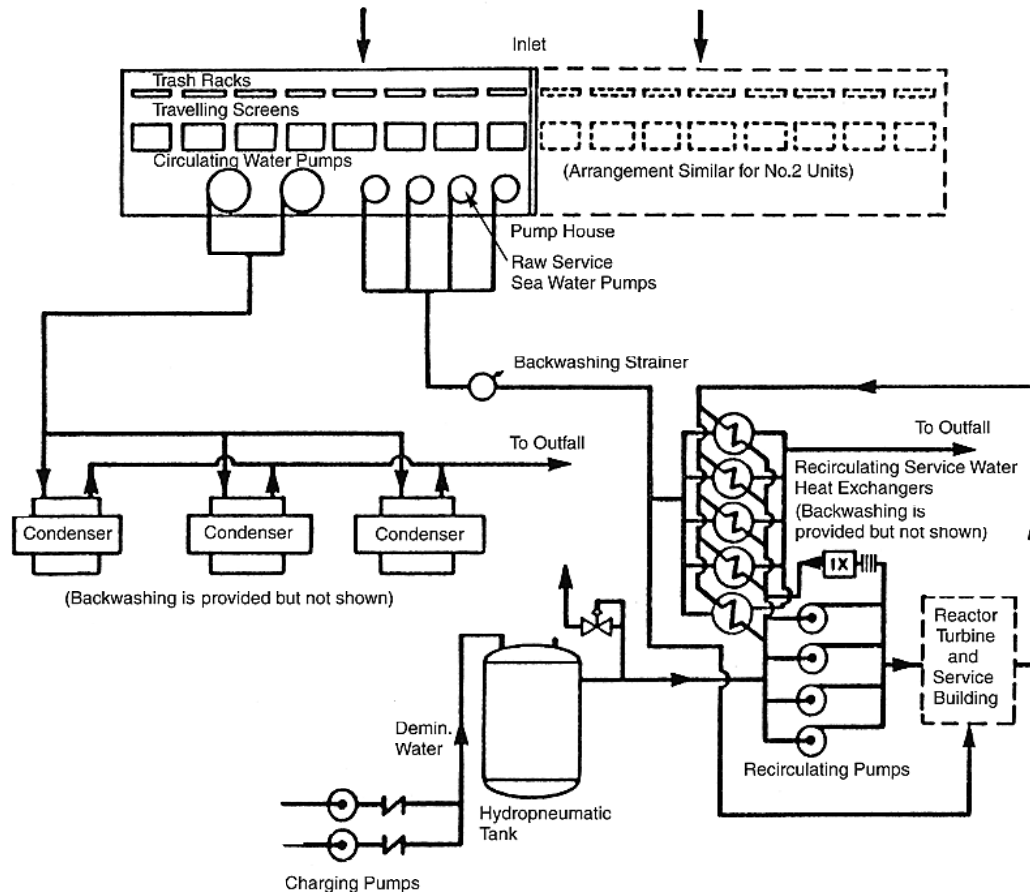 Inlet
Trash Racks
Travelling Screens
Circulating Water Pumps
(Arrangement Similar for No.2 Units)
Pump House
Raw Service
Sea Water Pumps
Backwashing Strainer
To Outfall
To Outfall
Recirculating Service Water
Heat Exchangers
(Backwashing is
provided but not shown)
Condenser
Condenser
Condenser
(Backwashing is provided but not shown)
1X
Reactor
Turbine
and
Service
Building
Demin.
Water
Recirculating Pumps
Hydropneumatic
Tank
Charging Pumps